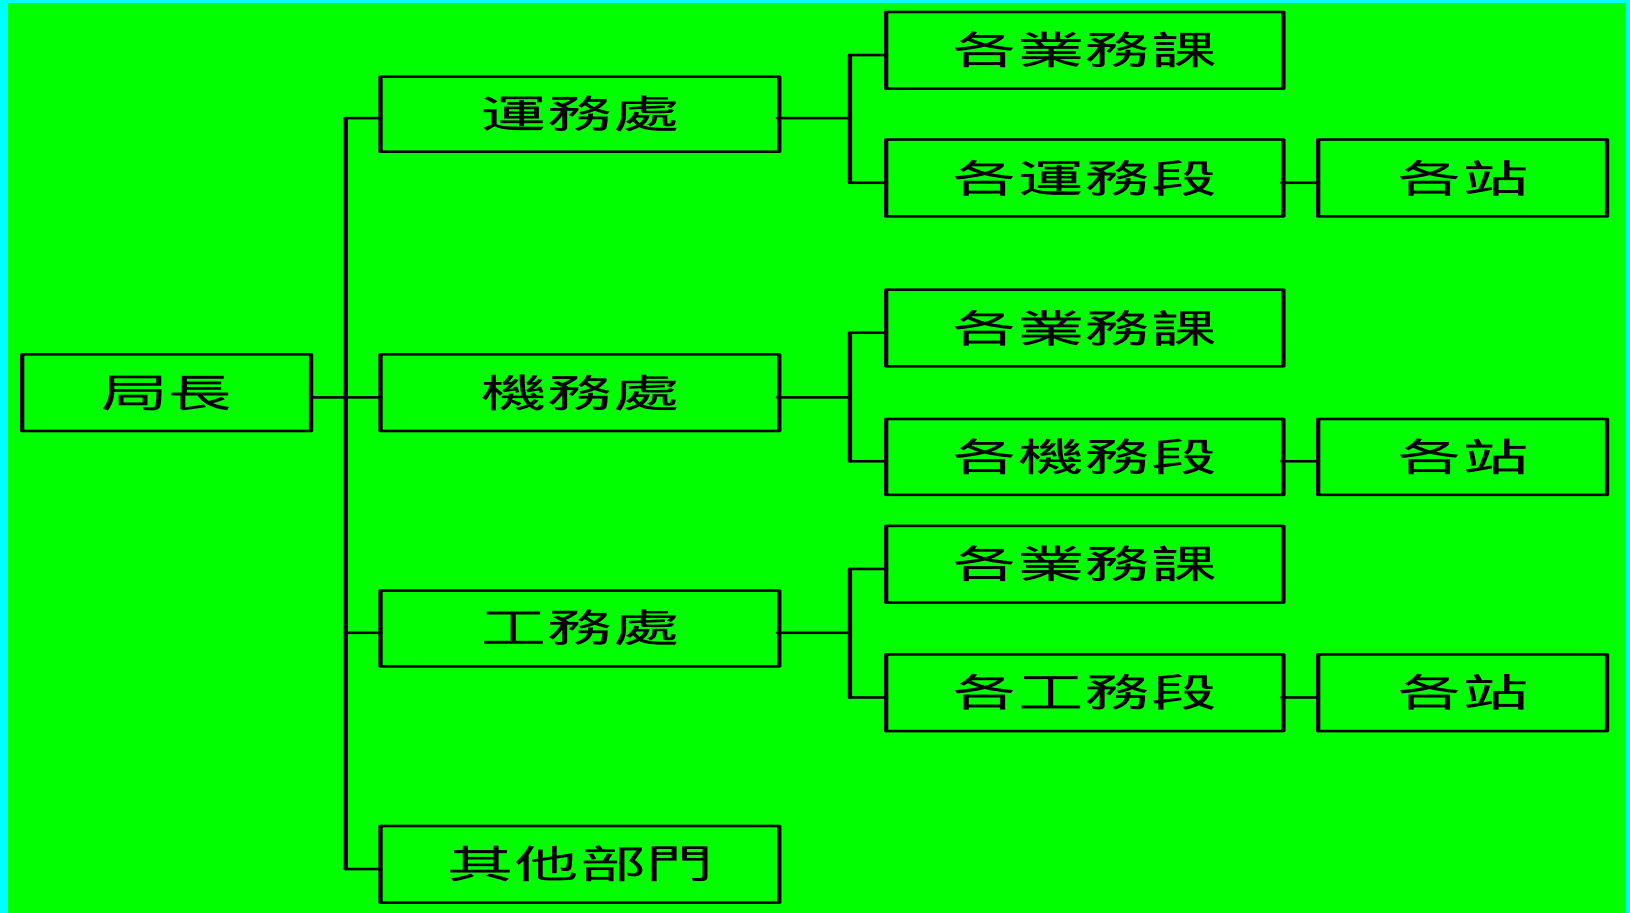 局長
運務處
各業務課
各運務段
各站
機務處
各業務課
各機務段
各站
工務處
各業務課
各工務段
各站
其他部門